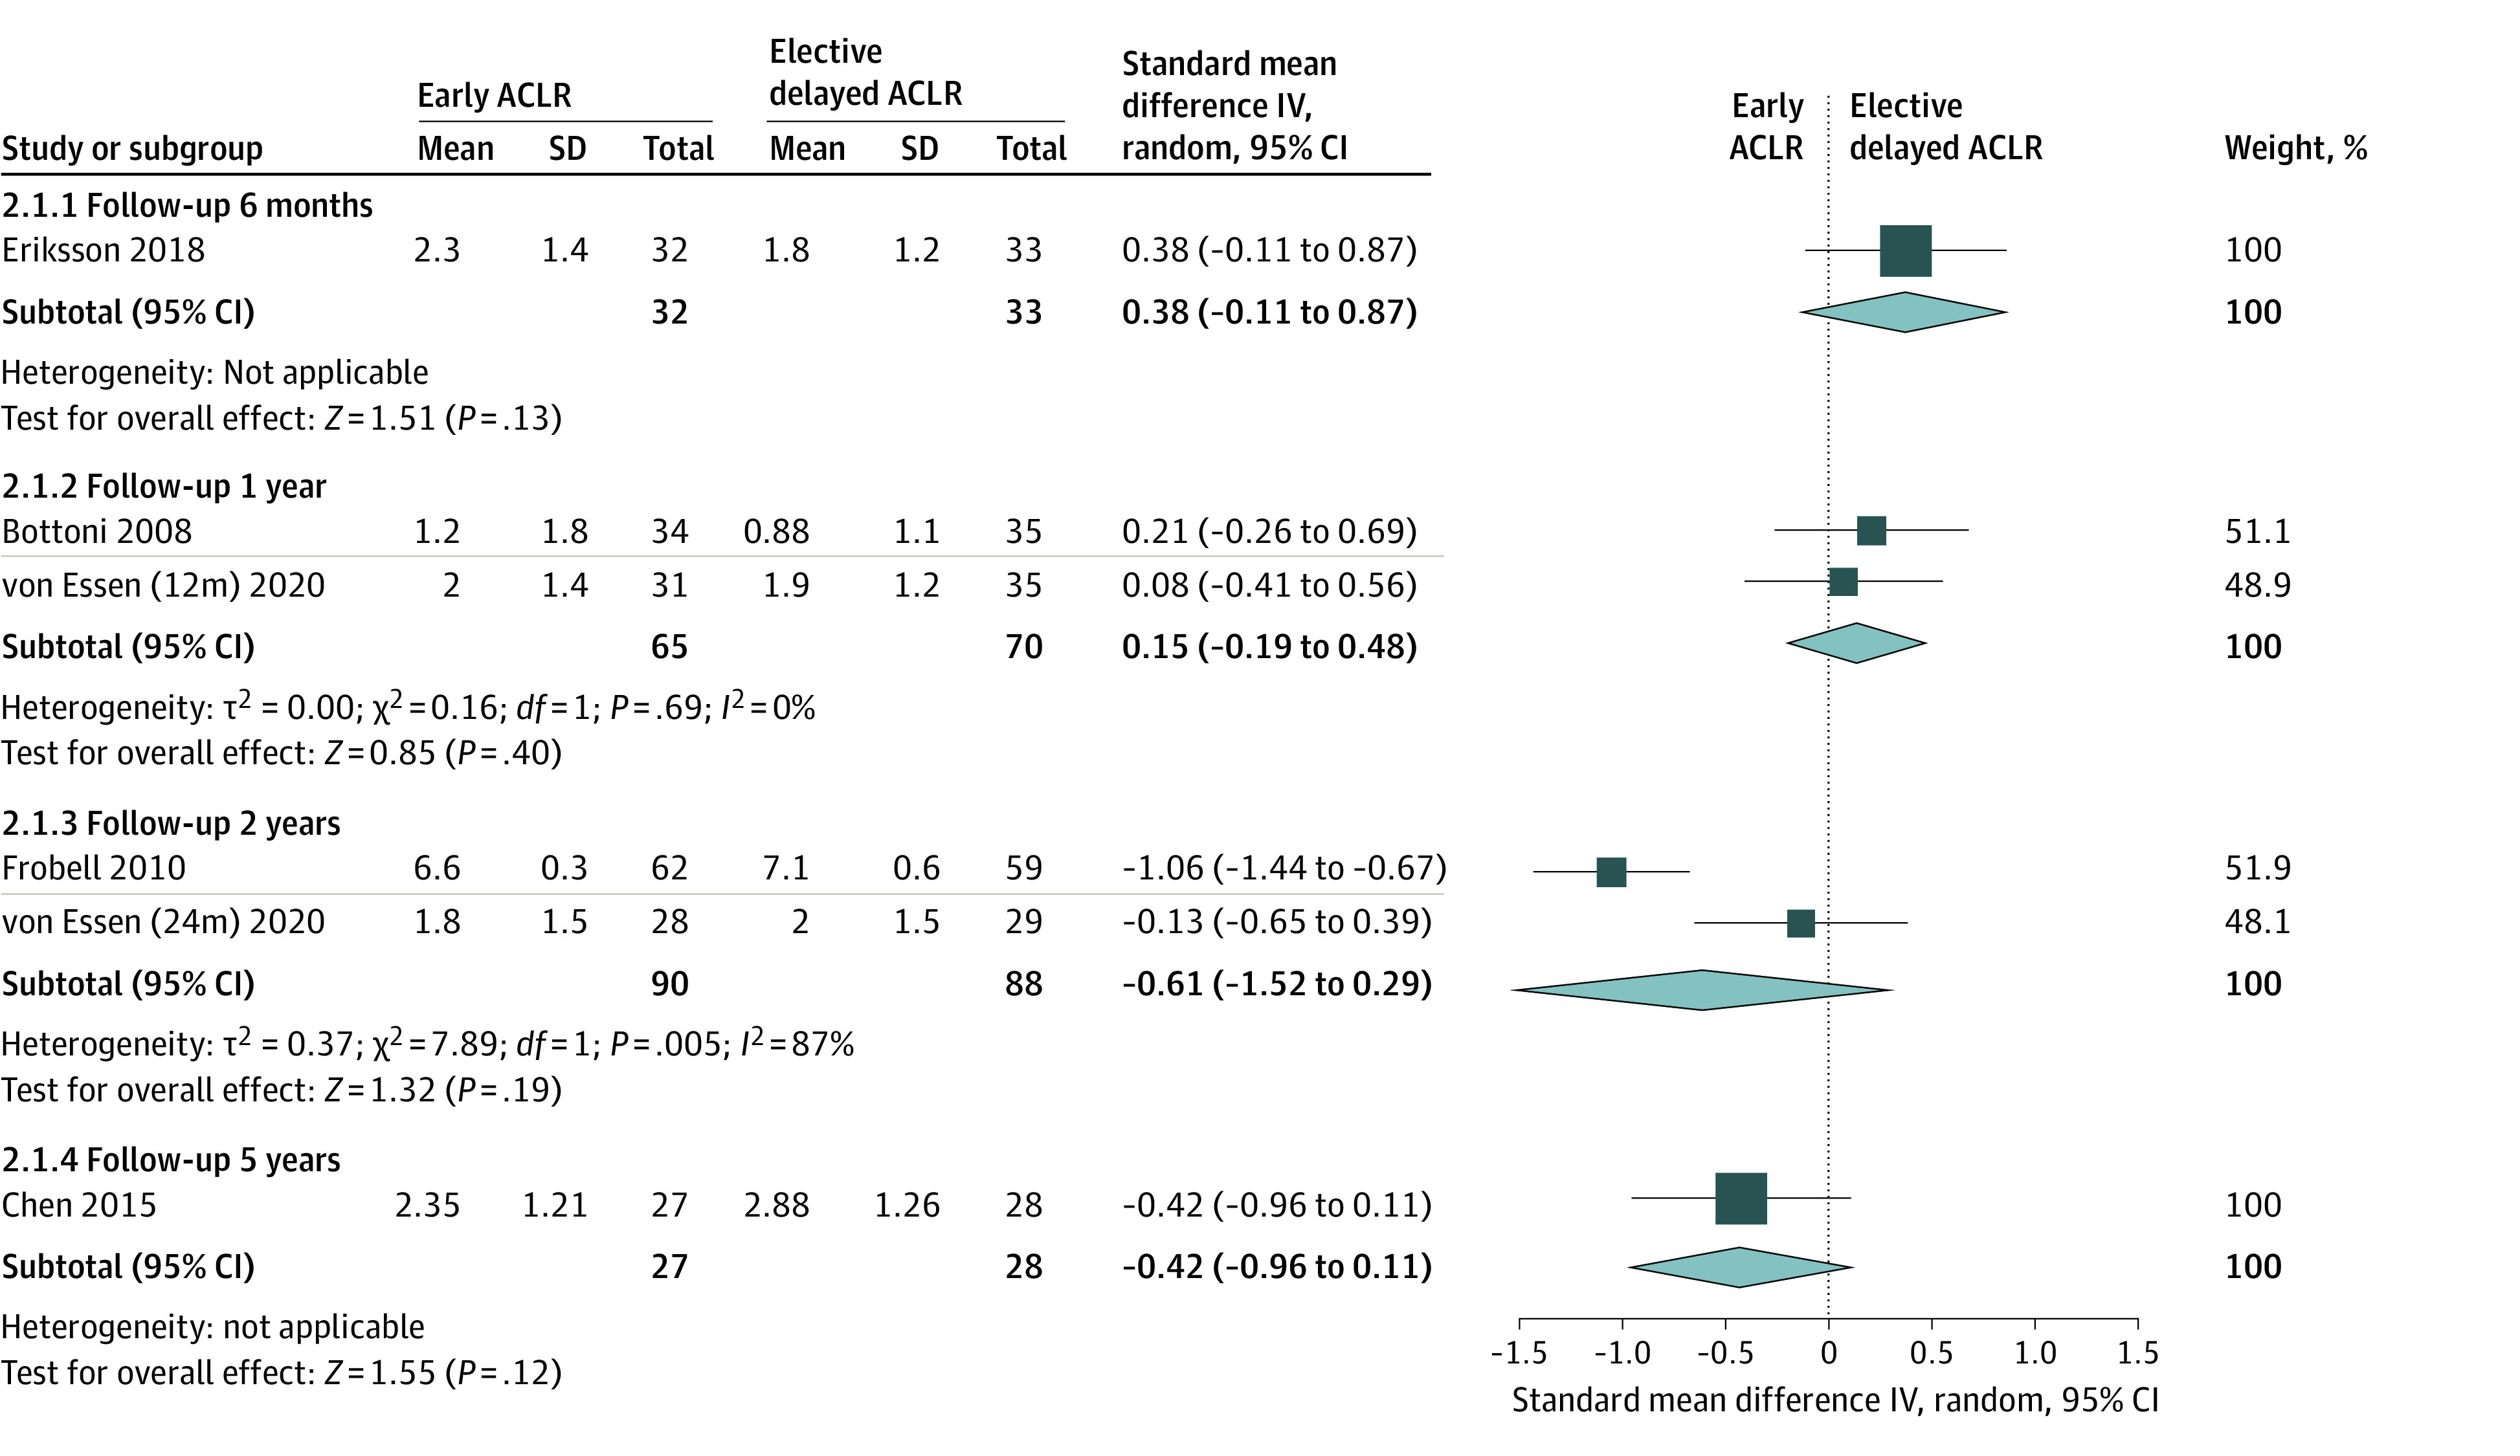 Early ACLR
Elective
delayed ACLR
Standard mean
difference IV,
random, 95% CI
Early
ACLR
Elective
delayed ACLR
Study or subgroup Mean SD Total Mean SD Total Weight, %
2.1.1 Follow-up 6 months
Eriksson 2018 2.3 1.4 32 1.8 1.2 33 0.38 (-0.11 to 0.87) 100
Subtotal (95% CI) 32 33 0.38 (-0.11 to 0.87) 100
Heterogeneity: Not applicable
Test for overall effect: Z=1.51 (P=.13)
2.1.2 Follow-up 1 year
Bottoni 2008 1.2 1.8 34 0.88 1.1 35 0.21 (-0.26 to 0.69) 51.1
von Essen (12m) 2020 2 1.4 31 1.9 1.2 35 0.08 (-0.41 to 0.56) 48.9
Subtotal (95% CI) 65 70 0.15 (-0.19 to 0.48) 100
Heterogeneity: τ² = 0.00; χ²=0.16; df=1; P=.69; I²=0%
Test for overall effect: Z=0.85 (P=.40)
2.1.3 Follow-up 2 years
Frobell 2010 6.6 0.3 62 7.1 0.6 59 -1.06 (-1.44 to -0.67) 51.9
von Essen (24m) 2020 1.8 1.5 28 2 1.5 29 -0.13 (-0.65 to 0.39) 48.1
Subtotal (95% CI) 90 88 -0.61 (-1.52 to 0.29) 100
Heterogeneity: τ² = 0.37; χ²=7.89; df=1; P=.005; I²=87%
Test for overall effect: Z=1.32 (P=.19)
2.1.4 Follow-up 5 years
Chen 2015 2.35 1.21 27 2.88 1.26 28 -0.42 (-0.96 to 0.11) 100
Subtotal (95% CI) 27 28 -0.42 (-0.96 to 0.11) 100
Heterogeneity: not applicable
Test for overall effect: Z=1.55 (P=.12)
-1.5 -1.0 -0.5 0 0.5 1.0 1.5
Standard mean difference IV, random, 95% CI